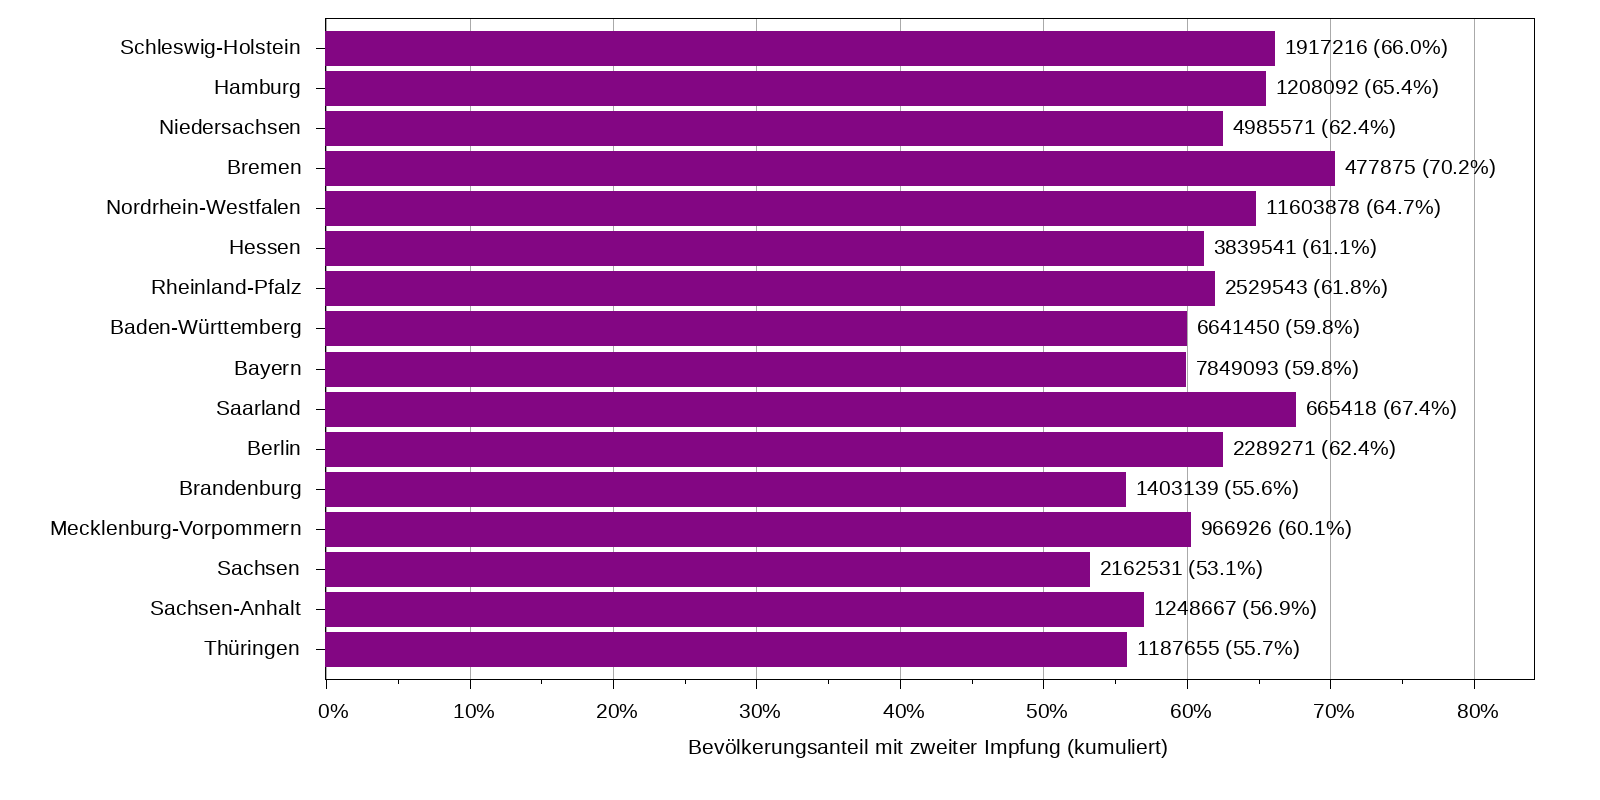 Schleswig-Holstein 1917216 (66.0%)
Hamburg 1208092 (65.4%)
Niedersachsen 4985571 (62.4%)
Bremen 477875 (70.2%)
Nordrhein-Westfalen 11603878 (64.7%)
Hessen 3839541 (61.1%)
Rheinland-Pfalz 2529543 (61.8%)
Baden-Württemberg 6641450 (59.8%)
Bayern 7849093 (59.8%)
Saarland 665418 (67.4%)
Berlin 2289271 (62.4%)
Brandenburg 1403139 (55.6%)
Mecklenburg-Vorpommern 966926 (60.1%)
Sachsen 2162531 (53.1%)
Sachsen-Anhalt 1248667 (56.9%)
Thüringen 1187655 (55.7%)
0% 10% 20% 30% 40% 50% 60% 70% 80%
Bevölkerungsanteil mit zweiter Impfung (kumuliert)